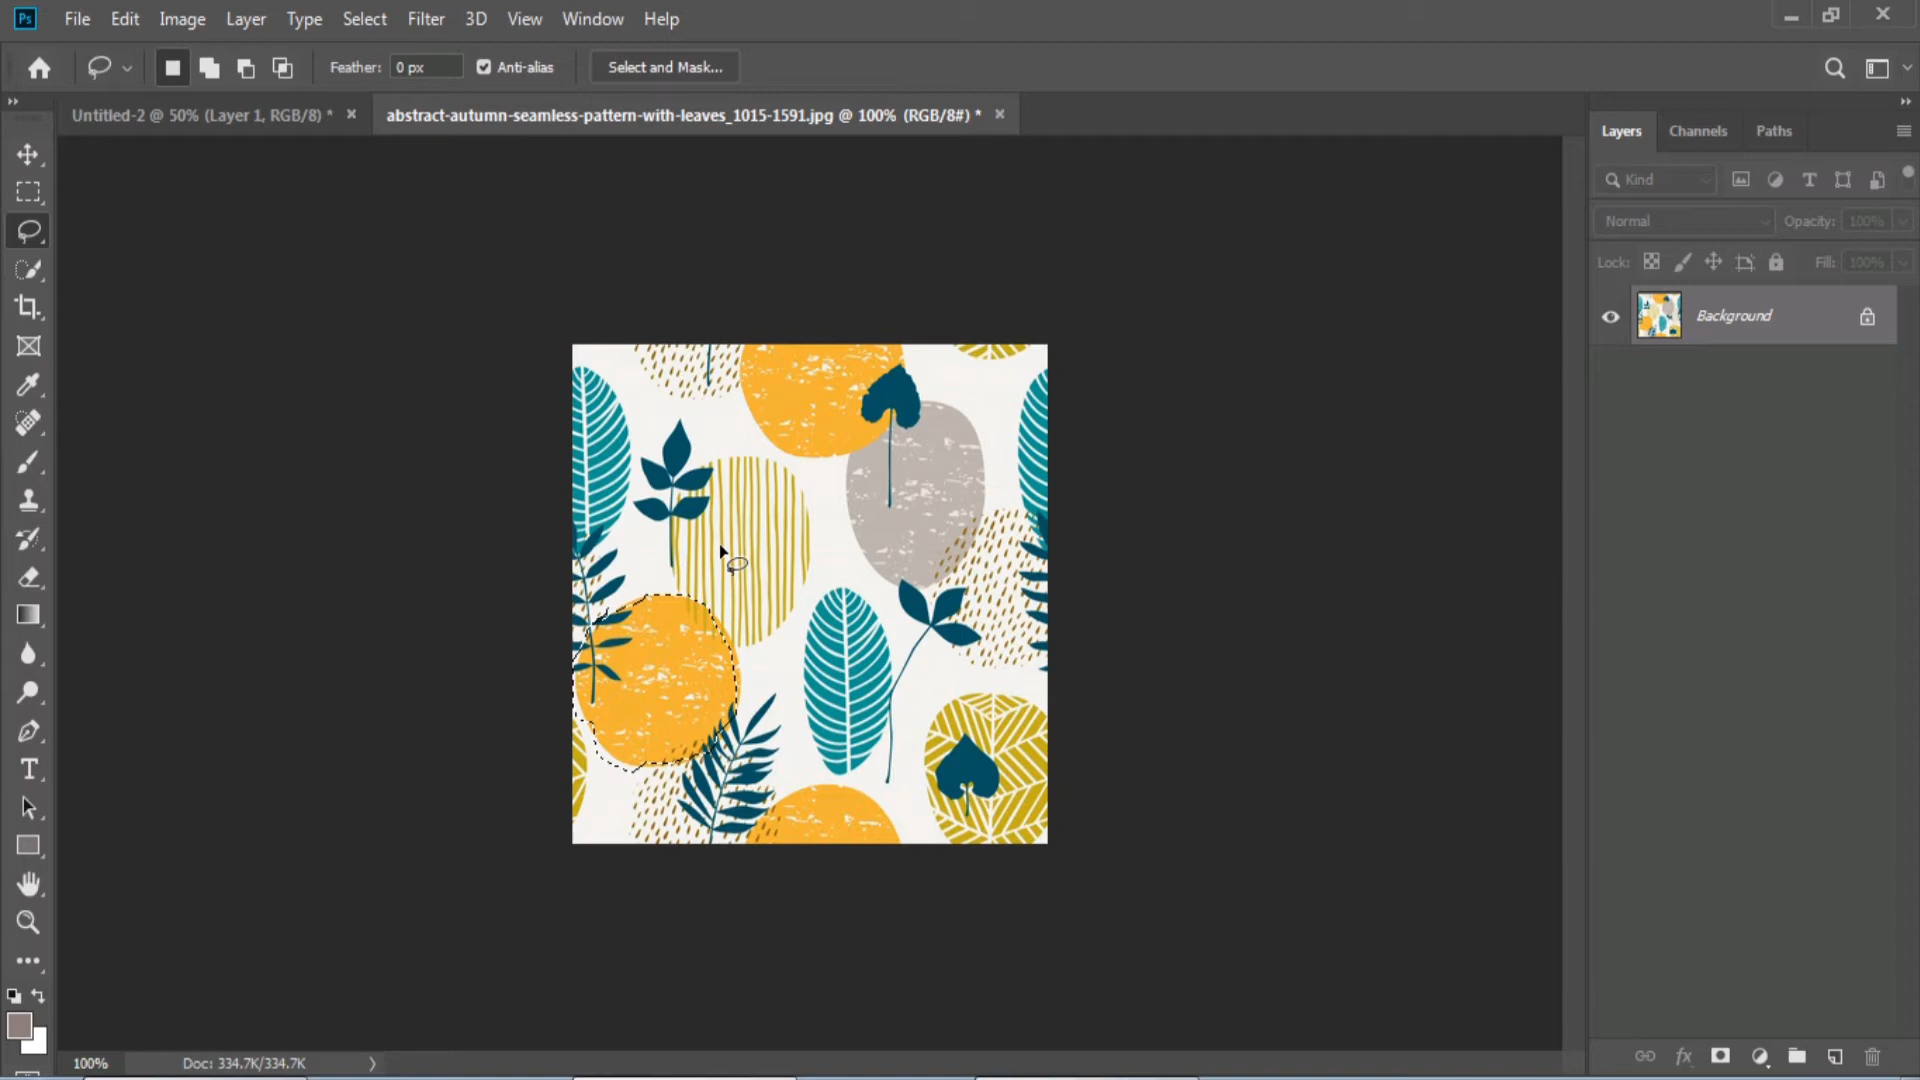 Ps File Edit Image Layer Type Select Filter 3D View Window Help
Feather: 0 px Anti-alias Select and Mask...
Untitled-2 @ 50% (Layer 1, RGB/8) * × abstract-autumn-seamless-pattern-with-leaves_1015-1591.jpg @ 100% (RGB/8#) * ×
Layers Channels Paths
Kind
Normal Opacity: 100%
Lock: Fill: 100%
Background
100% Doc: 334.7K/334.7K
fx